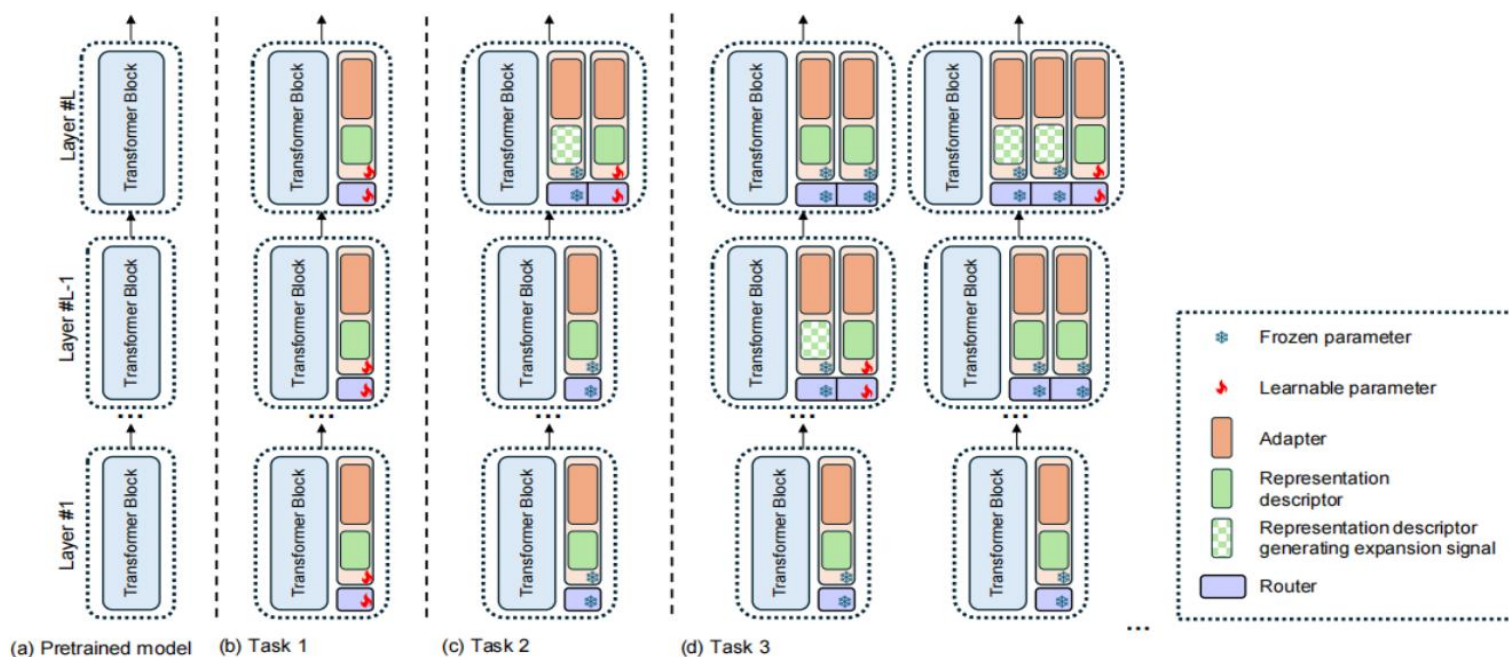 Layer #L
Transformer Block
Transformer Block
Transformer Block
Transformer Block
Transformer Block
Layer #L-1
Transformer Block
Transformer Block
Transformer Block
Transformer Block
Transformer Block
...
...
...
...
...
Layer #1
Transformer Block
Transformer Block
Transformer Block
Transformer Block
Transformer Block
(a) Pretrained model
(b) Task 1
(c) Task 2
(d) Task 3
...
Frozen parameter
Learnable parameter
Adapter
Representation
descriptor
Representation descriptor
generating expansion signal
Router